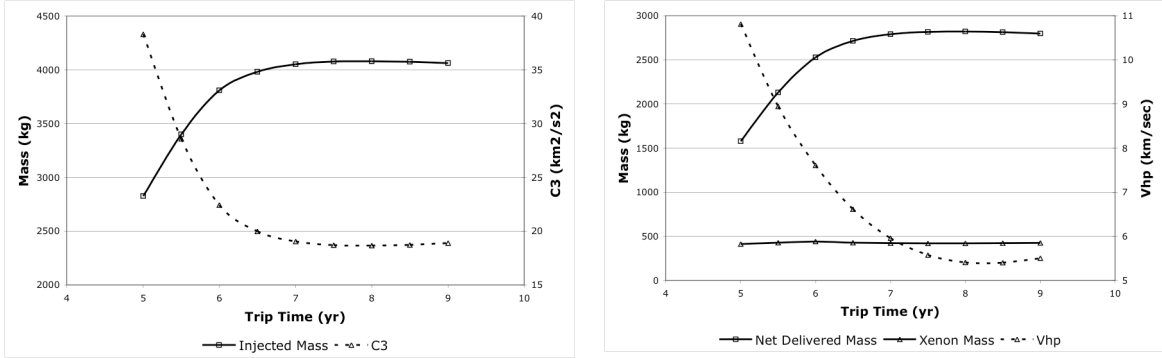 4500
4000
3500
3000
2500
2000
40
35
30
25
20
15
4 5 6 7 8 9 10
Mass (kg)
C3 (km2/s2)
Trip Time (yr)
Injected Mass C3
3000
2500
2000
1500
1000
500
0
11
10
9
8
7
6
5
4 5 6 7 8 9 10
Mass (kg)
Vhp (km/sec)
Trip Time (yr)
Net Delivered Mass Xenon Mass Vhp